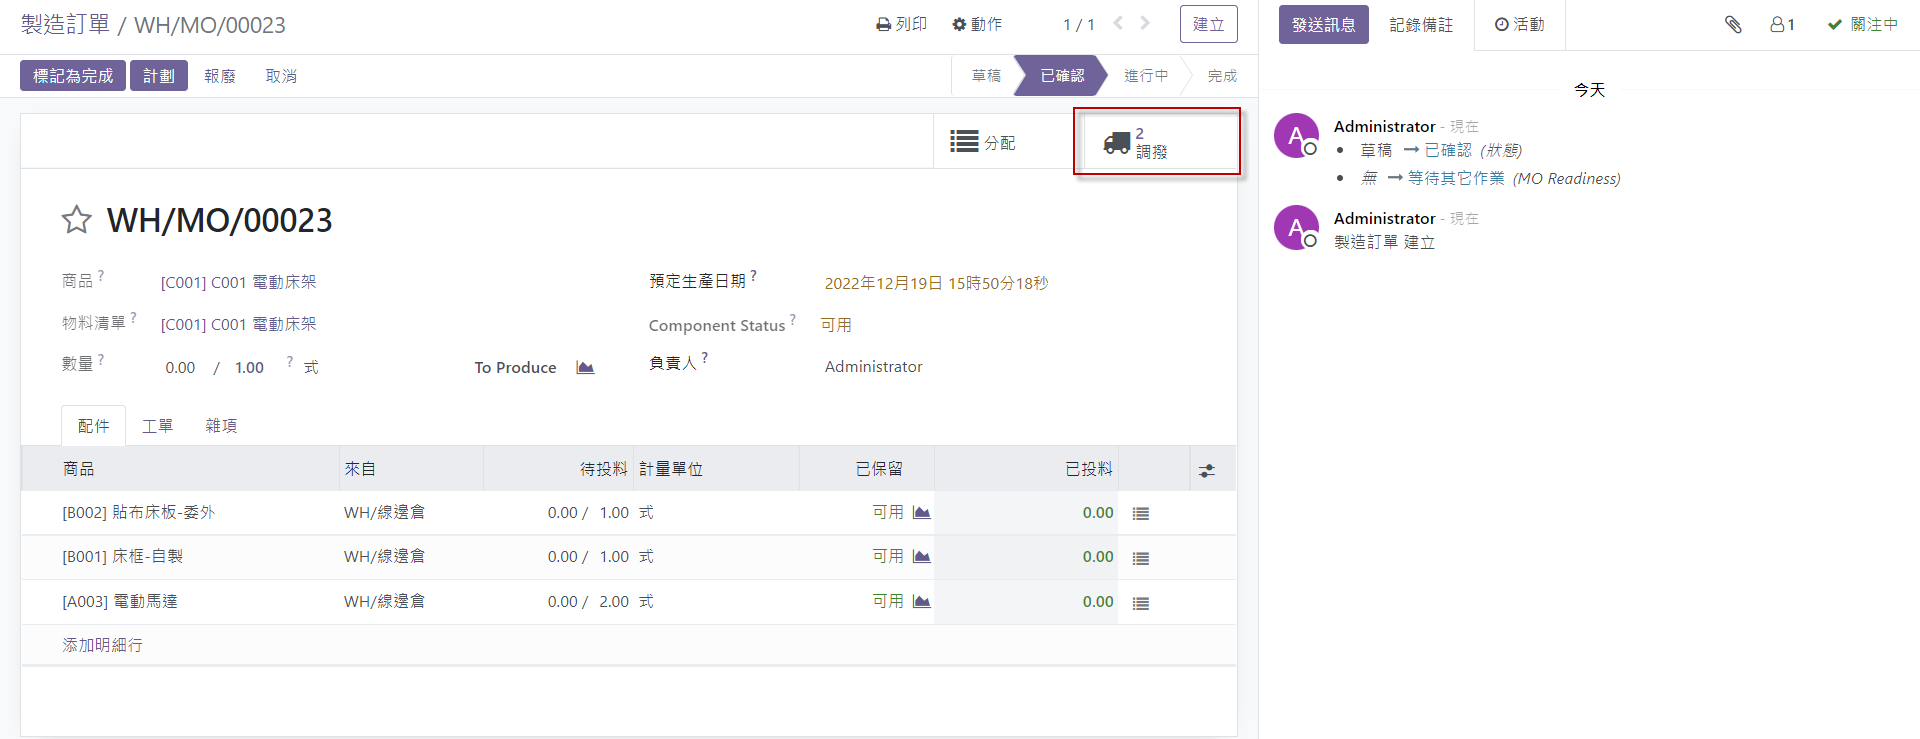 製造訂單 / WH/MO/00023
列印 動作 1 / 1 建立
標記為完成 計劃 報廢 取消
草稿 已確認 進行中 完成
分配
2
調撥
WH/MO/00023
商品 ? [C001] C001 電動床架
物料清單 ? [C001] C001 電動床架
數量 ? 0.00 / 1.00 ? 式 To Produce
預定生產日期 ? 2022年12月19日 15時50分18秒
Component Status ? 可用
負責人 ? Administrator
配件 工單 雜項
商品 來自 待投料 計量單位 已保留 已投料
[B002] 貼布床板-委外 WH/線邊倉 0.00 / 1.00 式 可用 0.00
[B001] 床框-自製 WH/線邊倉 0.00 / 1.00 式 可用 0.00
[A003] 電動馬達 WH/線邊倉 0.00 / 2.00 式 可用 0.00
添加明細行
發送訊息 記錄備註 活動 1 關注中
今天
A
Administrator - 現在
• 草稿 → 已確認 (狀態)
• 無 → 等待其它作業 (MO Readiness)
A
Administrator - 現在
製造訂單 建立